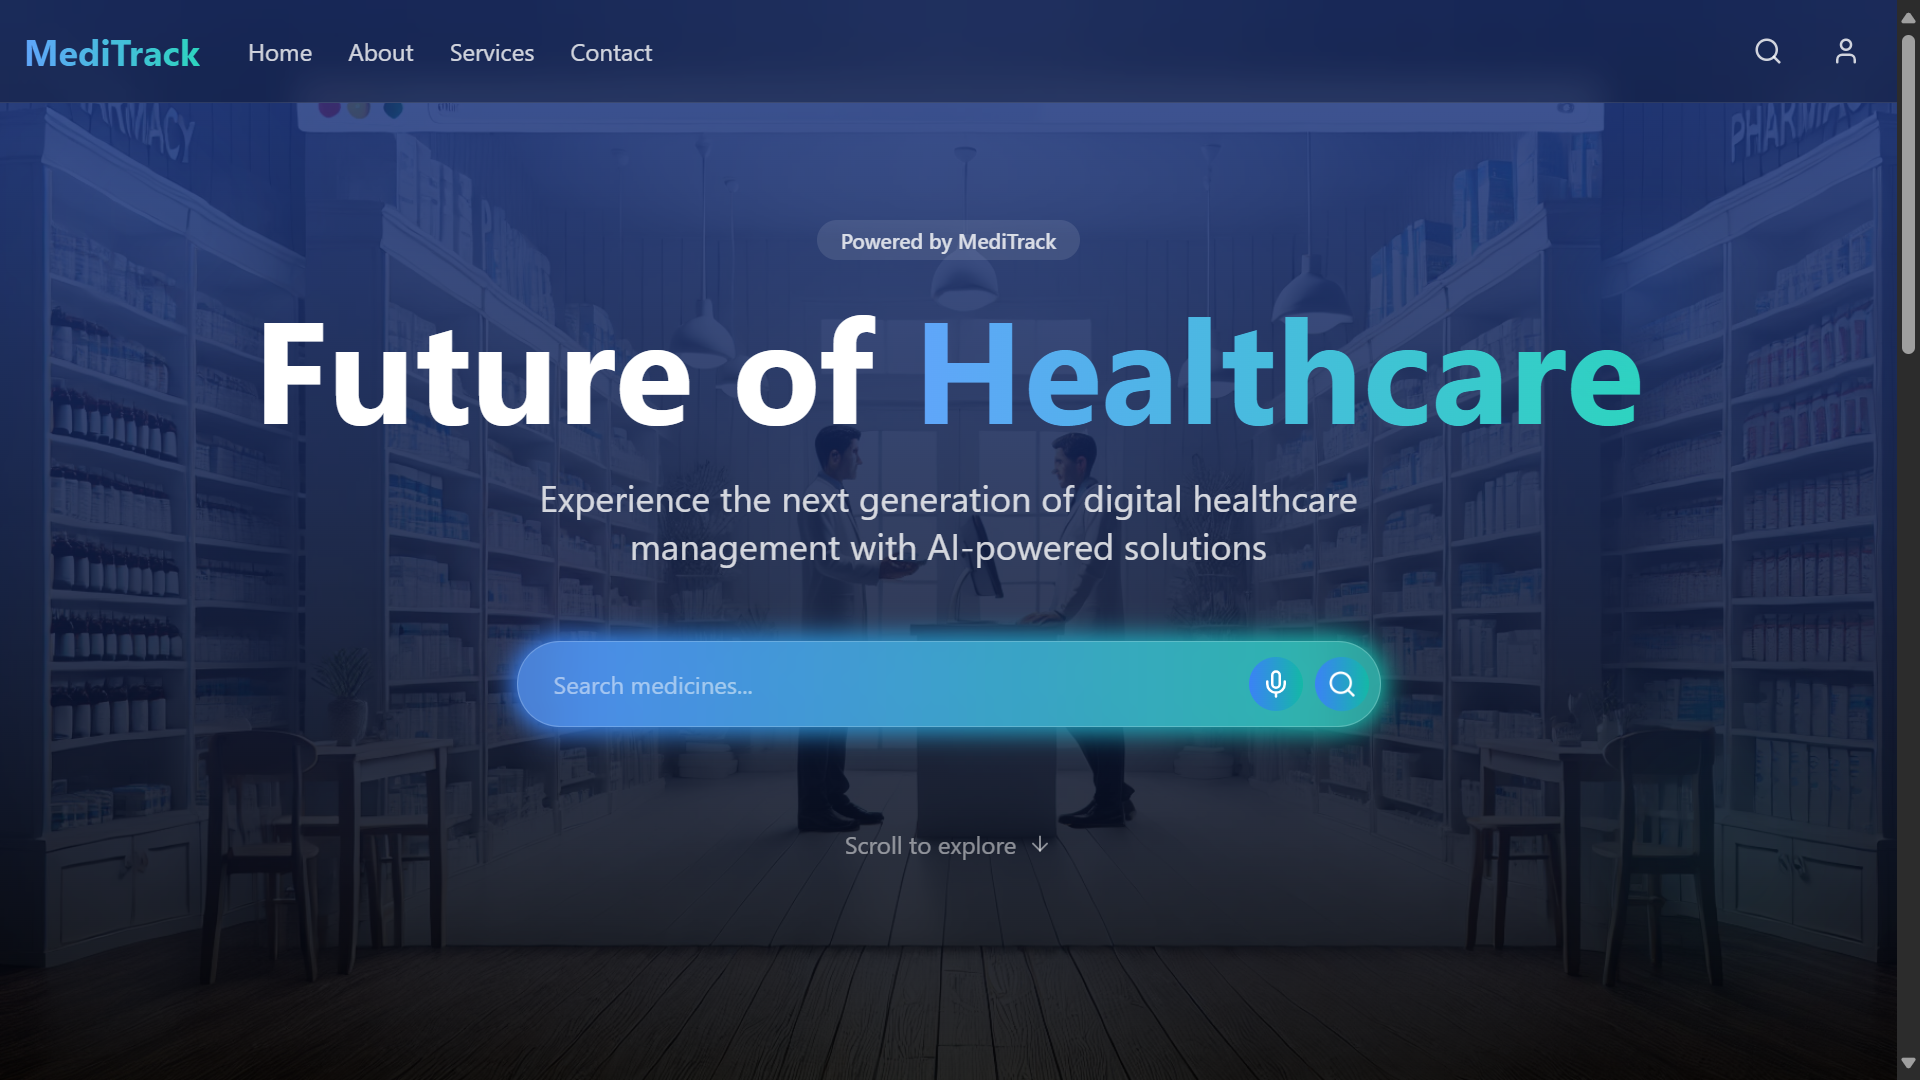 MediTrack
Home
About
Services
Contact
PHARMACY
Powered by MediTrack
Future of Healthcare
Experience the next generation of digital healthcare
management with AI-powered solutions
Search medicines...
Scroll to explore ↓